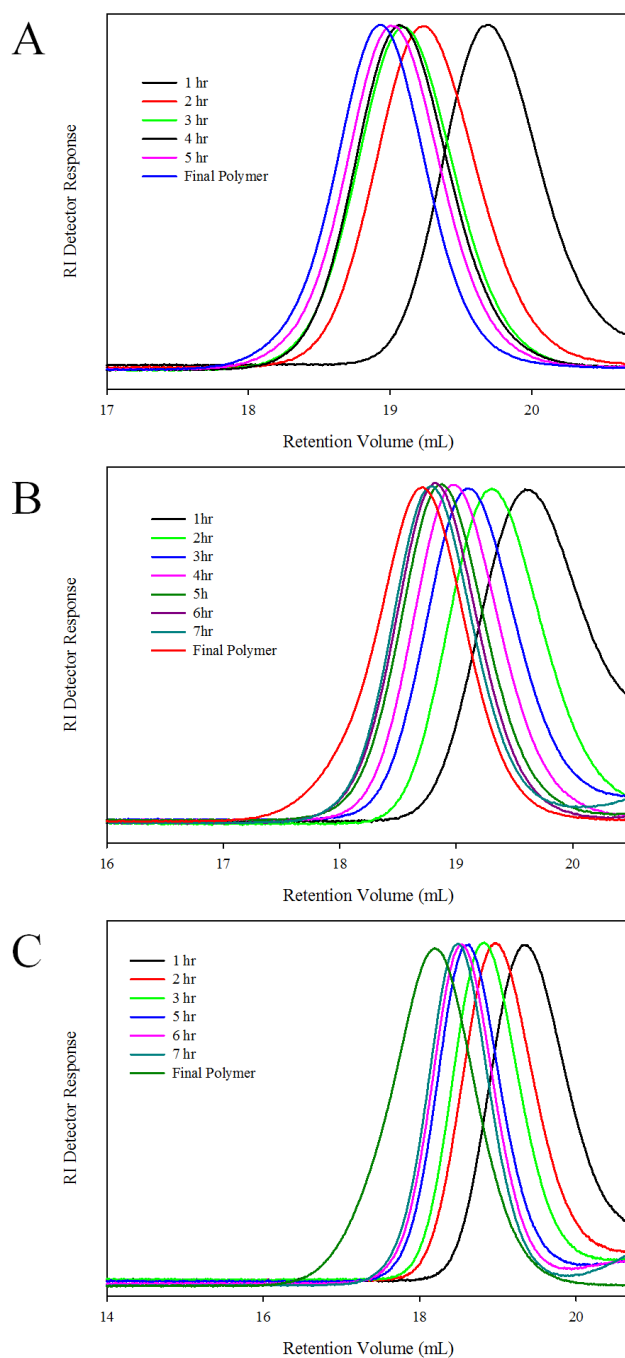 A
RI Detector Response
1 hr
2 hr
3 hr
4 hr
5 hr
Final Polymer
17 18 19 20
Retention Volume (mL)
B
RI Detector Response
1hr
2hr
3hr
4hr
5h
6hr
7hr
Final Polymer
16 17 18 19 20
Retention Volume (mL)
C
RI Detector Response
1 hr
2 hr
3 hr
5 hr
6 hr
7 hr
Final Polymer
14 16 18 20
Retention Volume (mL)